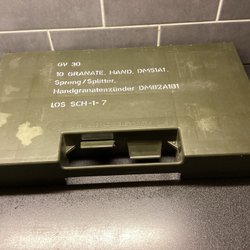 GV 30
10 GRANATE, HAND, DM51A1,
Spreng/Splitter,
Handgranatenzünder DM82A1B1
LOS SCH-1-7